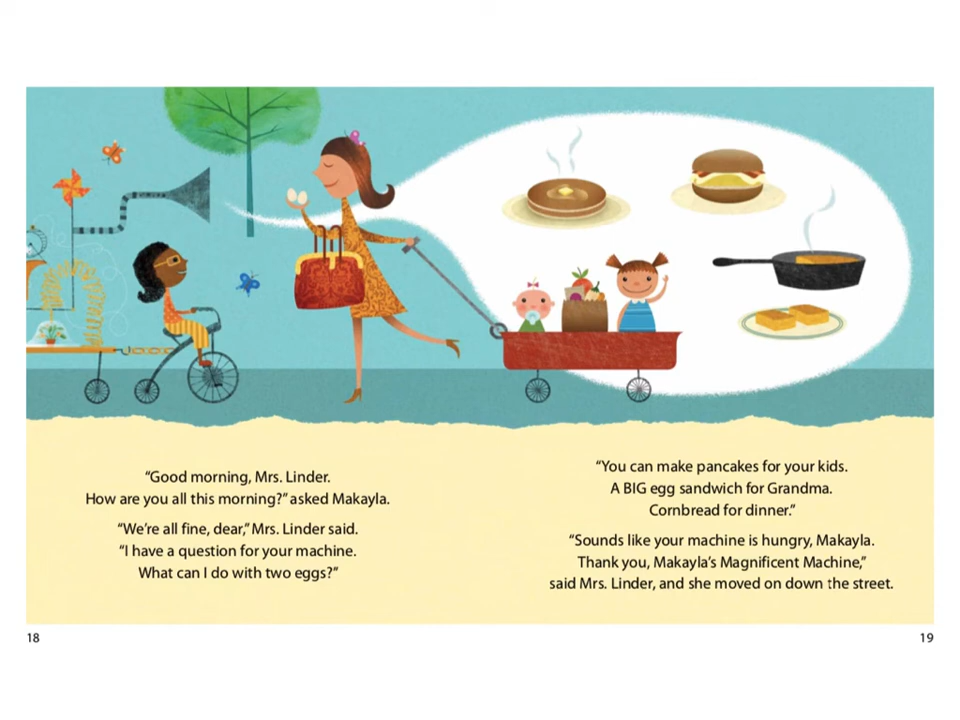 “Good morning, Mrs. Linder.
How are you all this morning?” asked Makayla.
“We’re all fine, dear,” Mrs. Linder said.
“I have a question for your machine.
What can I do with two eggs?”
“You can make pancakes for your kids.
A BIG egg sandwich for Grandma.
Cornbread for dinner.”
“Sounds like your machine is hungry, Makayla.
Thank you, Makayla’s Magnificent Machine,”
said Mrs. Linder, and she moved on down the street.
18
19